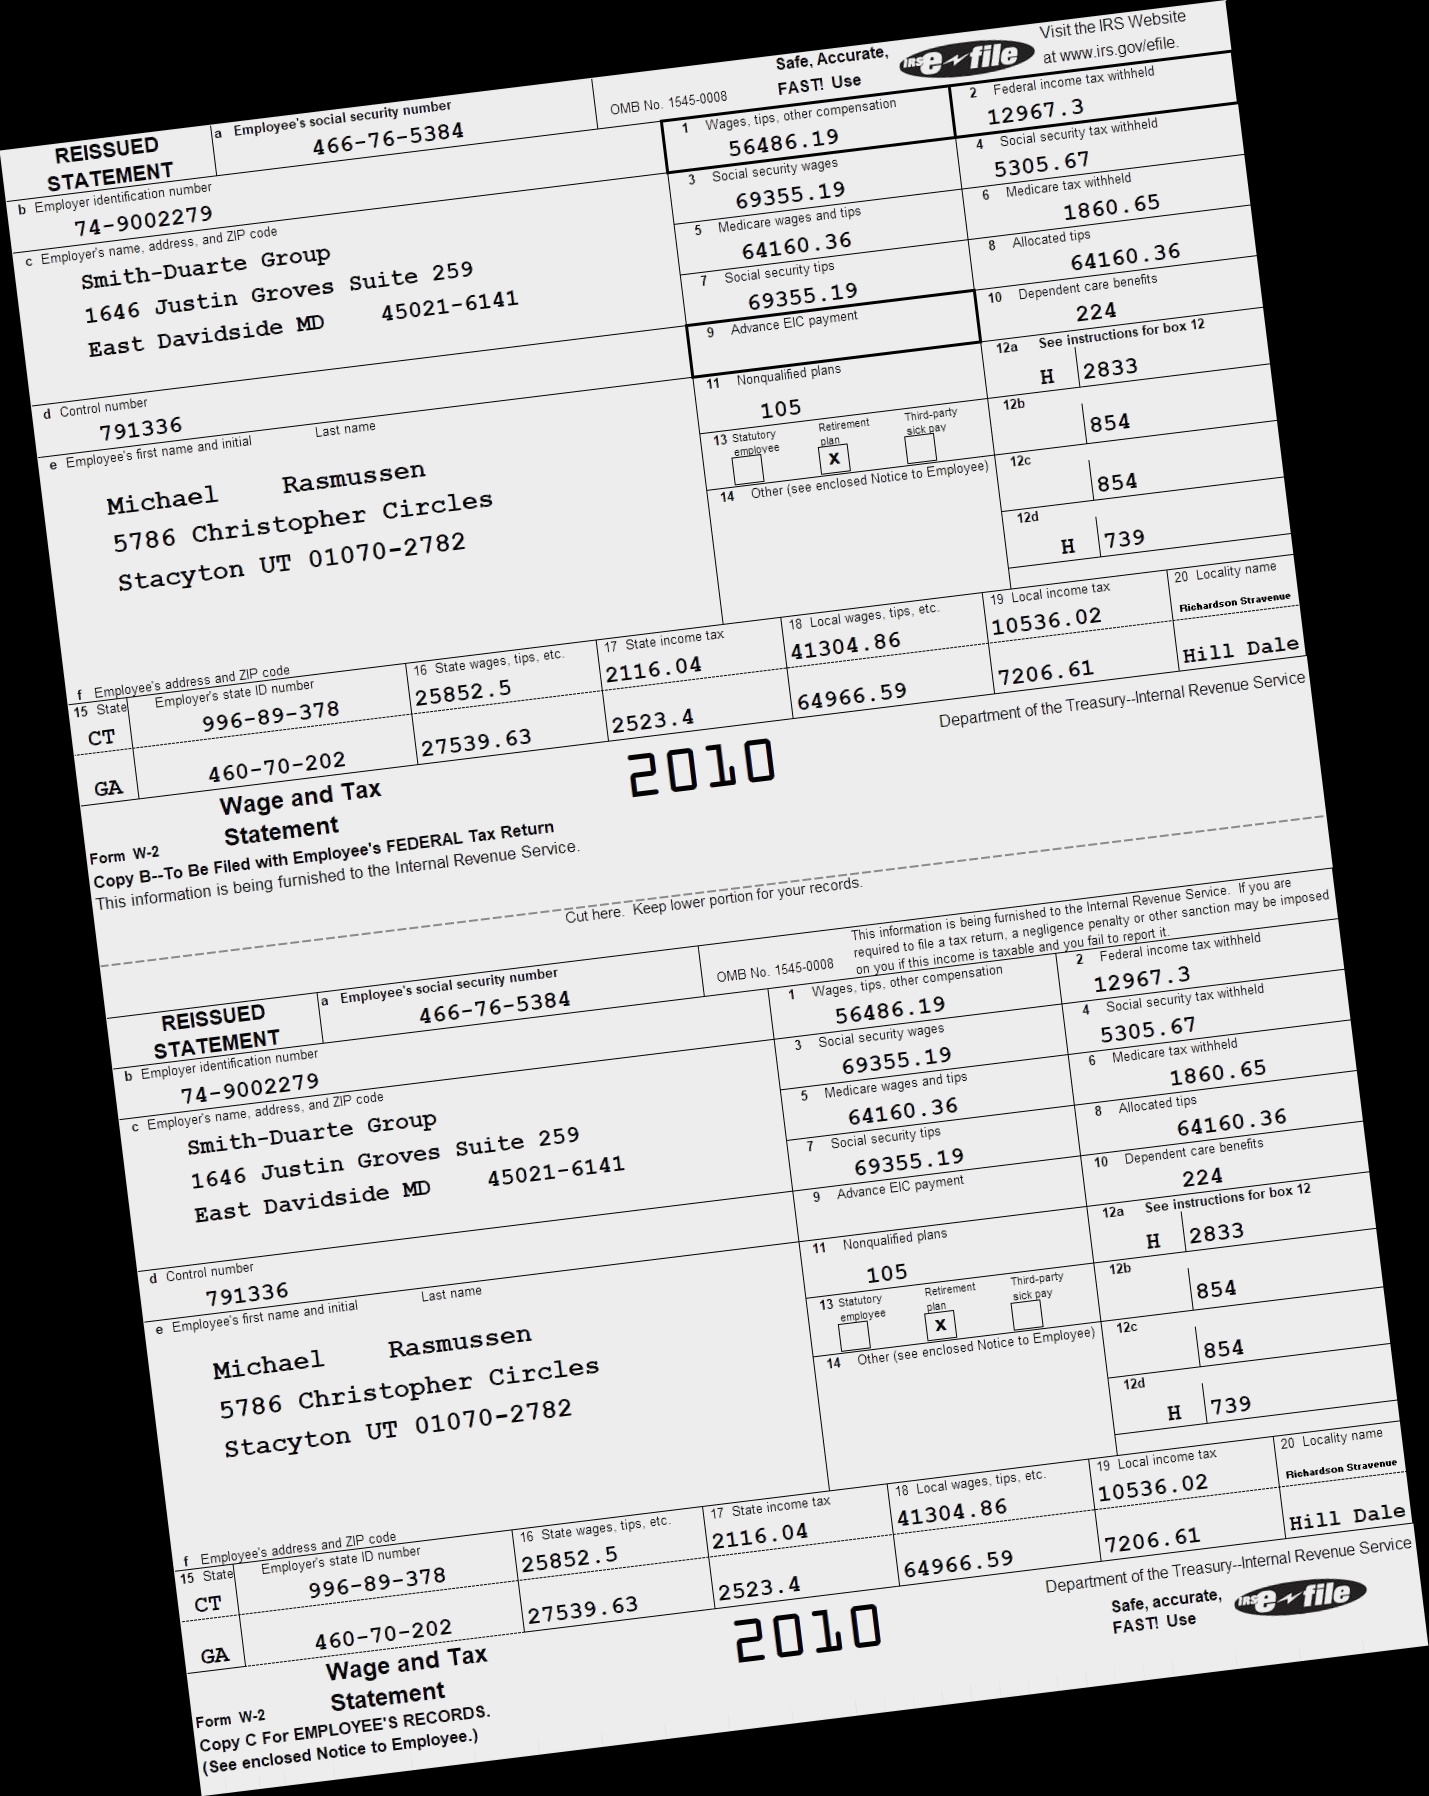 Safe, Accurate,
FAST! Use
IRS e-file
Visit the IRS Website
at www.irs.gov/efile.
REISSUED
STATEMENT
a Employee's social security number
466-76-5384
OMB No. 1545-0008
1 Wages, tips, other compensation
56486.19
2 Federal income tax withheld
12967.3
b Employer identification number
74-9002279
3 Social security wages
69355.19
4 Social security tax withheld
5305.67
c Employer's name, address, and ZIP code
Smith-Duarte Group
1646 Justin Groves Suite 259
East Davidside MD 45021-6141
5 Medicare wages and tips
64160.36
6 Medicare tax withheld
1860.65
7 Social security tips
69355.19
8 Allocated tips
64160.36
9 Advance EIC payment
10 Dependent care benefits
224
d Control number
791336
11 Nonqualified plans
105
12a See instructions for box 12
H 2833
e Employee's first name and initial Last name
Michael Rasmussen
5786 Christopher Circles
Stacyton UT 01070-2782
13 Statutory employee
Retirement plan
X
Third-party sick pay
12b
854
14 Other (see enclosed Notice to Employee)
12c
854
12d
H 739
f Employee's address and ZIP code
15 State Employer's state ID number
16 State wages, tips, etc.
17 State income tax
18 Local wages, tips, etc.
19 Local income tax
20 Locality name
CT 996-89-378 25852.5 2116.04 41304.86 10536.02 Richardson Stravenue
GA 460-70-202 27539.63 2523.4 64966.59 7206.61 Hill Dale
Form W-2
Wage and Tax
Statement
2010
Department of the Treasury--Internal Revenue Service
Copy B--To Be Filed with Employee's FEDERAL Tax Return
This information is being furnished to the Internal Revenue Service.
Cut here. Keep lower portion for your records.
This information is being furnished to the Internal Revenue Service. If you are
required to file a tax return, a negligence penalty or other sanction may be imposed
on you if this income is taxable and you fail to report it.
REISSUED
STATEMENT
a Employee's social security number
466-76-5384
OMB No. 1545-0008
1 Wages, tips, other compensation
56486.19
2 Federal income tax withheld
12967.3
b Employer identification number
74-9002279
3 Social security wages
69355.19
4 Social security tax withheld
5305.67
c Employer's name, address, and ZIP code
Smith-Duarte Group
1646 Justin Groves Suite 259
East Davidside MD 45021-6141
5 Medicare wages and tips
64160.36
6 Medicare tax withheld
1860.65
7 Social security tips
69355.19
8 Allocated tips
64160.36
9 Advance EIC payment
10 Dependent care benefits
224
d Control number
791336
11 Nonqualified plans
105
12a See instructions for box 12
H 2833
e Employee's first name and initial Last name
Michael Rasmussen
5786 Christopher Circles
Stacyton UT 01070-2782
13 Statutory employee
Retirement plan
X
Third-party sick pay
12b
854
14 Other (see enclosed Notice to Employee)
12c
854
12d
H 739
f Employee's address and ZIP code
15 State Employer's state ID number
16 State wages, tips, etc.
17 State income tax
18 Local wages, tips, etc.
19 Local income tax
20 Locality name
CT 996-89-378 25852.5 2116.04 41304.86 10536.02 Richardson Stravenue
GA 460-70-202 27539.63 2523.4 64966.59 7206.61 Hill Dale
Form W-2
Wage and Tax
Statement
2010
Department of the Treasury--Internal Revenue Service
Safe, accurate,
FAST! Use
IRS e-file
Copy C For EMPLOYEE'S RECORDS.
(See enclosed Notice to Employee.)